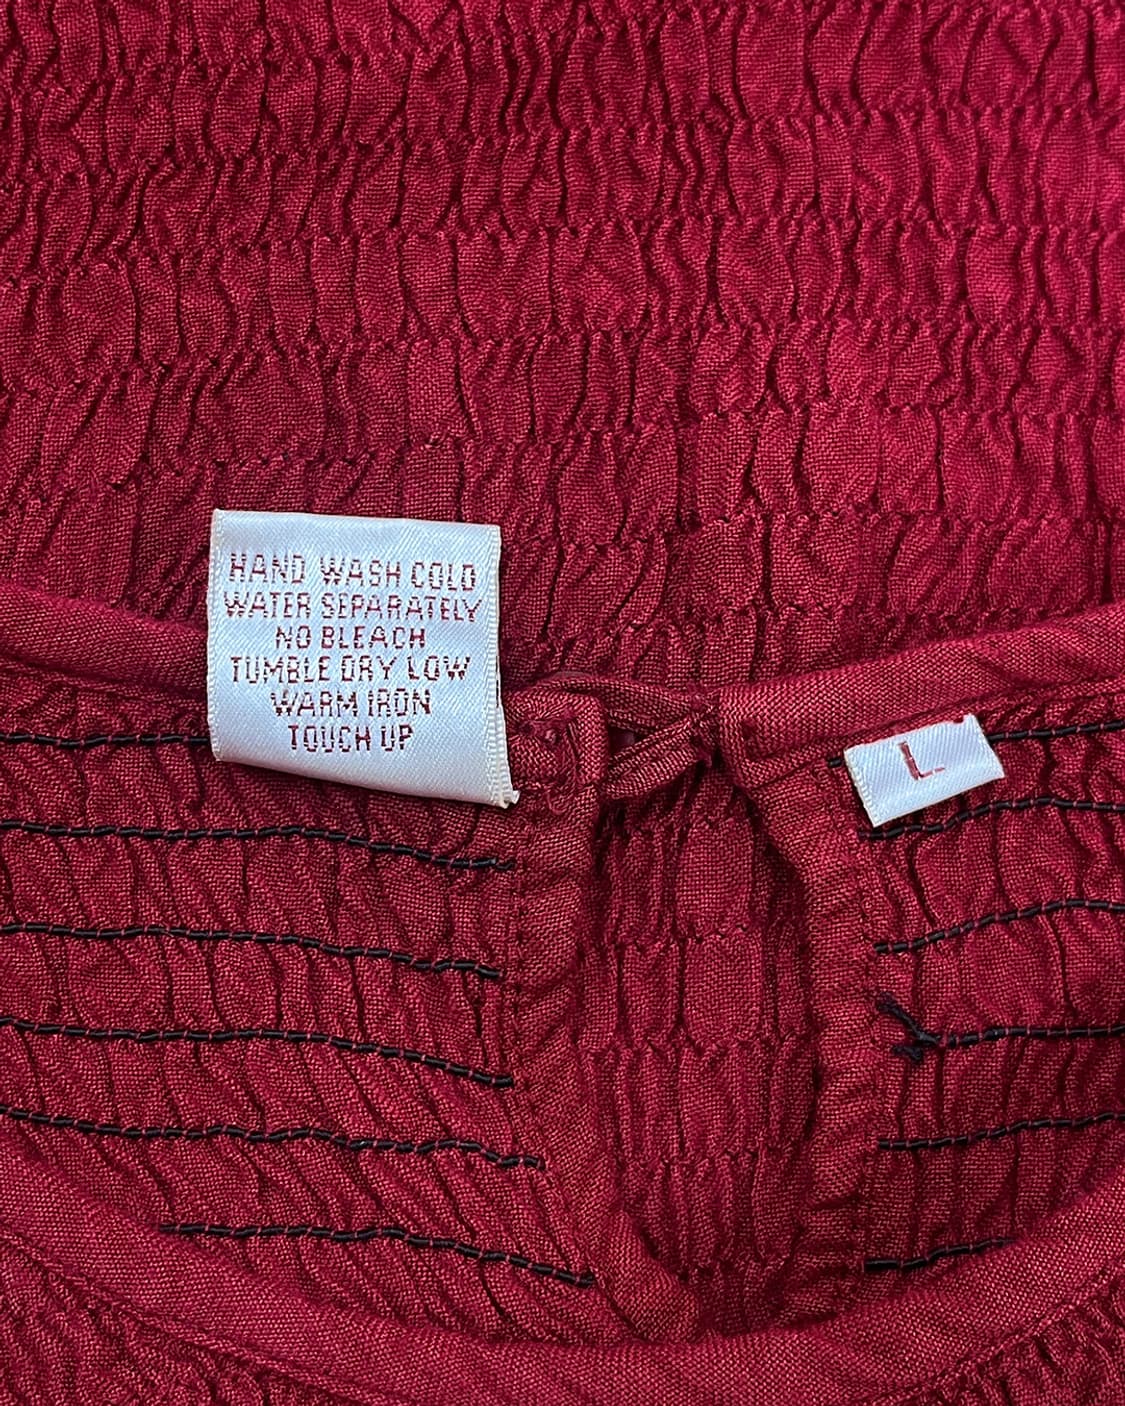 HAND WASH COLD
WATER SEPARATELY
NO BLEACH
TUMBLE DRY LOW
WARM IRON
TOUCH UP
L